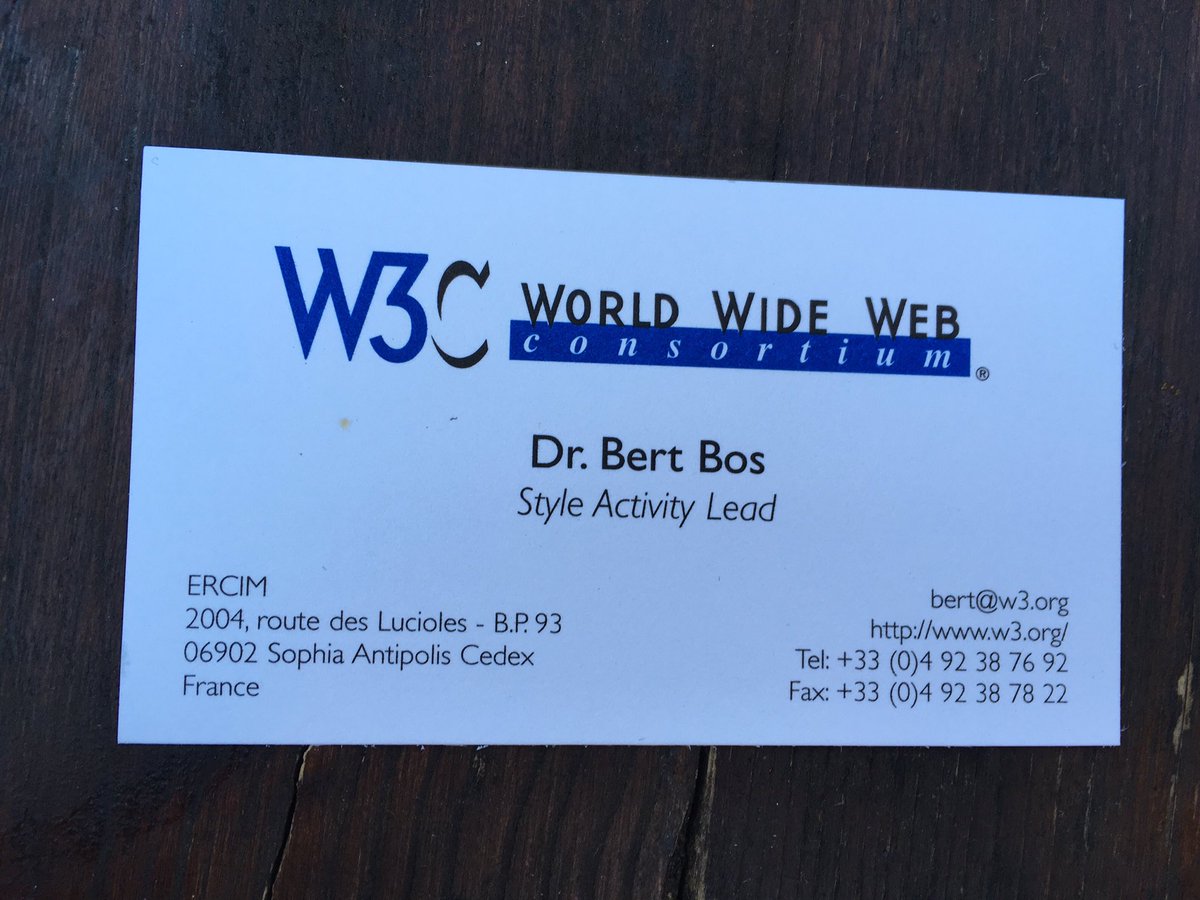 W3C WORLD WIDE WEB
consortium ®
Dr. Bert Bos
Style Activity Lead
ERCIM
2004, route des Lucioles - B.P. 93
06902 Sophia Antipolis Cedex
France
bert@w3.org
http://www.w3.org/
Tel: +33 (0)4 92 38 76 92
Fax: +33 (0)4 92 38 78 22